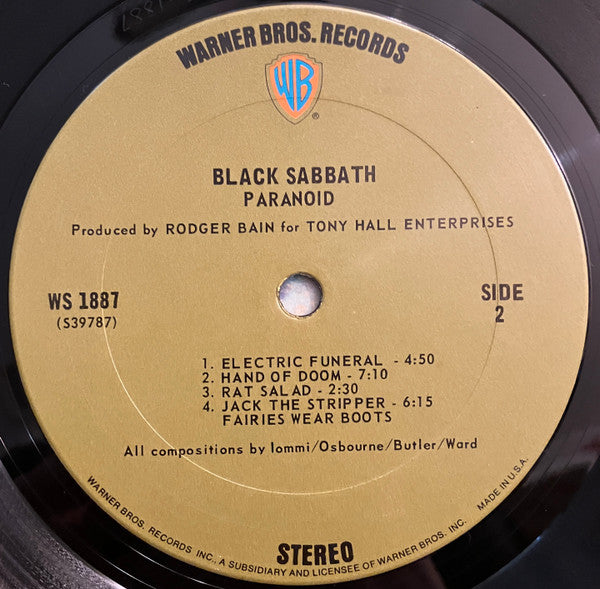 WARNER BROS. RECORDS
WB
®
BLACK SABBATH
PARANOID
Produced by RODGER BAIN for TONY HALL ENTERPRISES
WS 1887
(S39787)
SIDE
2
1. ELECTRIC FUNERAL - 4:50
2. HAND OF DOOM - 7:10
3. RAT SALAD - 2:30
4. JACK THE STRIPPER - 6:15
FAIRIES WEAR BOOTS
All compositions by Iommi/Osbourne/Butler/Ward
STEREO
WARNER BROS. RECORDS INC., A SUBSIDIARY AND LICENSEE OF WARNER BROS. INC. MADE IN U.S.A.